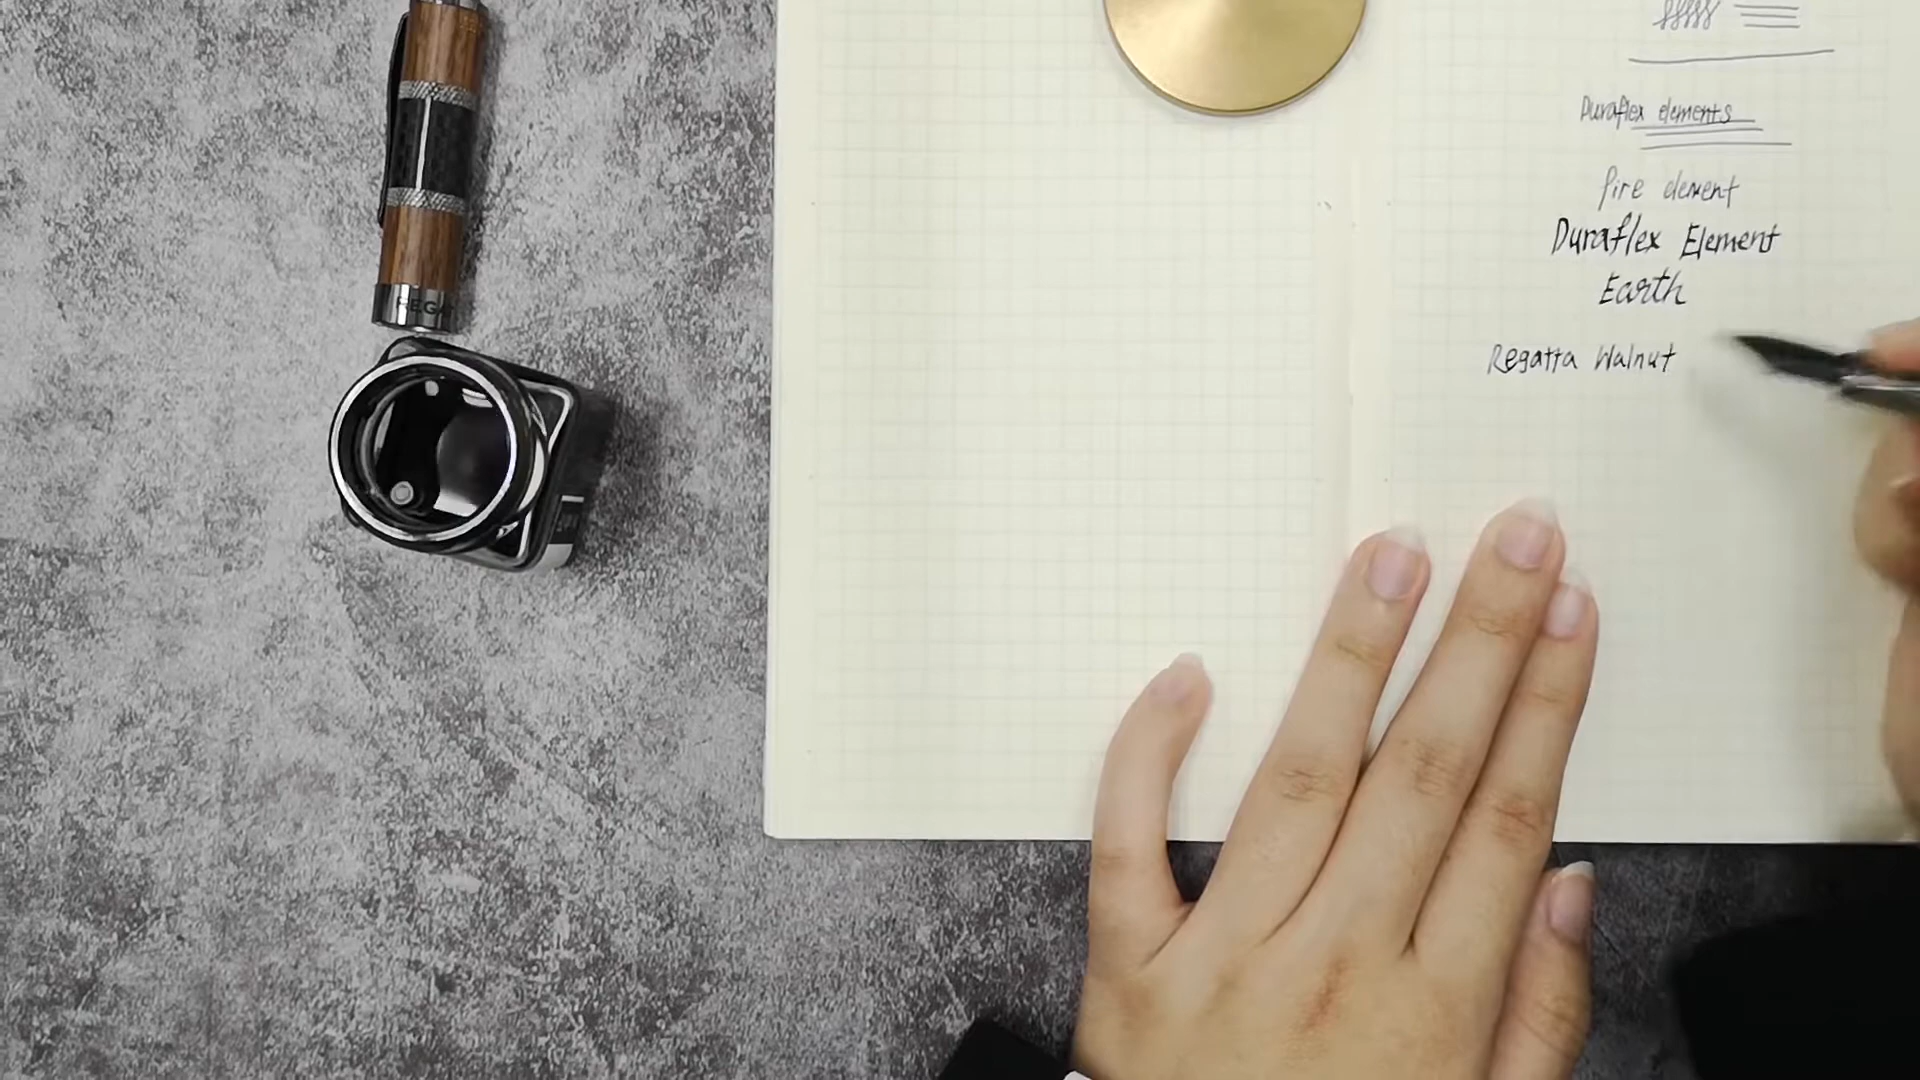 Duraflex elements
fire element
Duraflex Element
Earth
Regatta Walnut